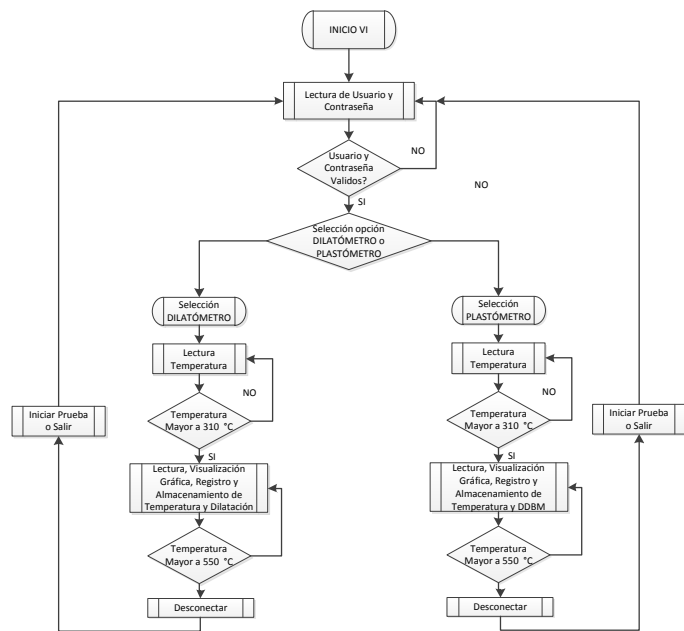 INICIO VI
Lectura de Usuario y
Contraseña
NO
Usuario y
Contraseña
Validos?
NO
SI
Selección opción
DILATÓMETRO o
PLASTÓMETRO
Selección
DILATÓMETRO
Selección
PLASTÓMETRO
Lectura
Temperatura
Lectura
Temperatura
NO
NO
Iniciar Prueba
o Salir
Temperatura
Mayor a 310 °C
Temperatura
Mayor a 310 °C
Iniciar Prueba
o Salir
SI
SI
Lectura, Visualización
Gráfica, Registro y
Almacenamiento de
Temperatura y Dilatación
Lectura, Visualización
Gráfica, Registro y
Almacenamiento de
Temperatura y DDBM
Temperatura
Mayor a 550 °C
Temperatura
Mayor a 550 °C
Desconectar
Desconectar